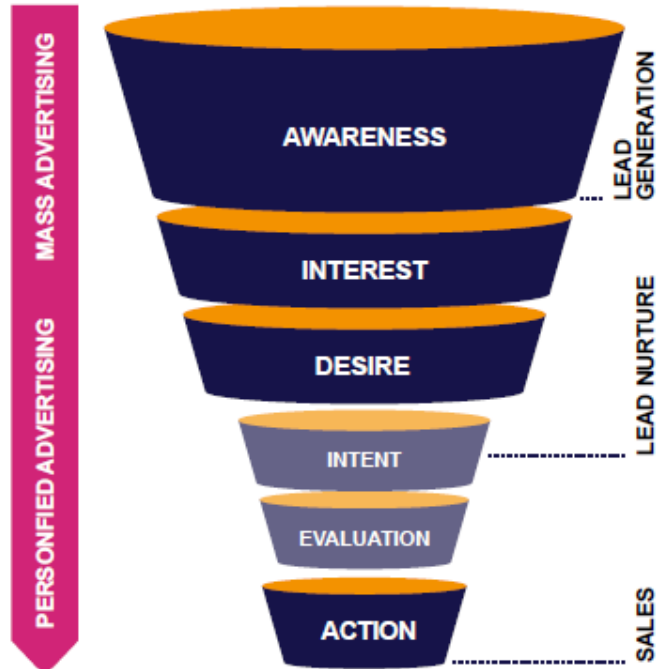 MASS ADVERTISING
PERSONFIED ADVERTISING
AWARENESS
INTEREST
DESIRE
INTENT
EVALUATION
ACTION
LEAD
GENERATION
LEAD NURTURE
SALES